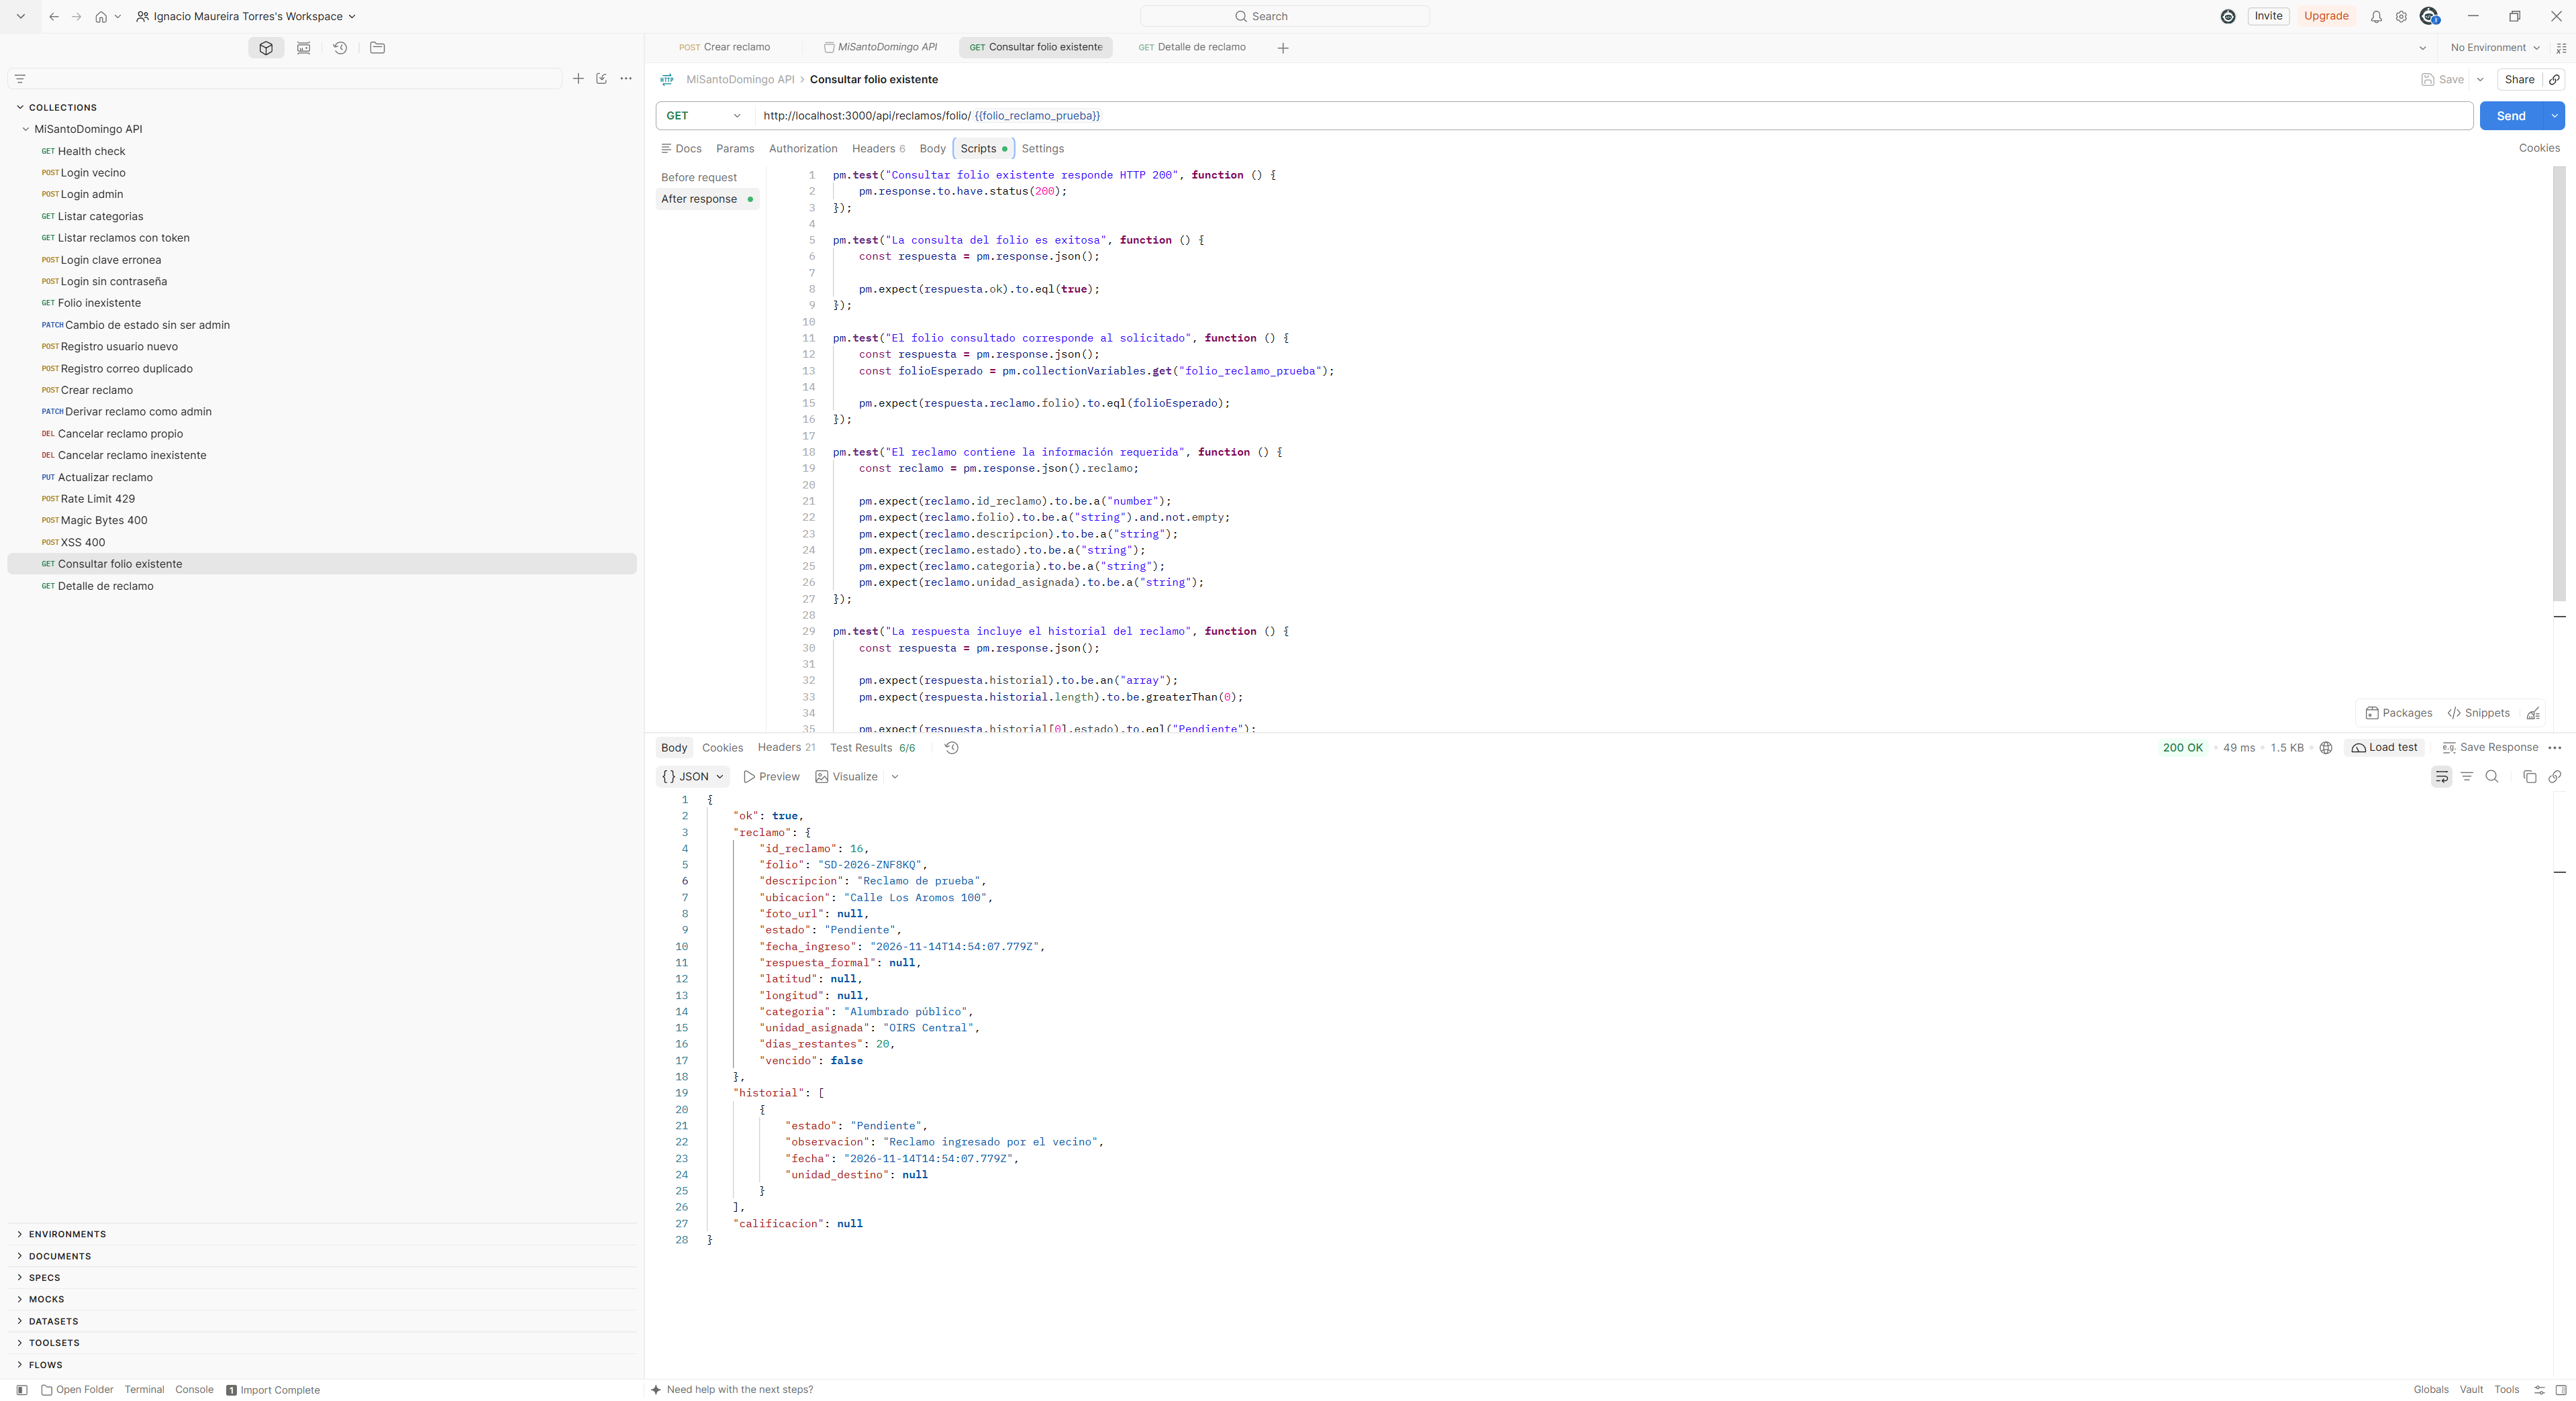 Ignacio Maureira Torres's Workspace
Search
Invite
Upgrade
COLLECTIONS
MiSantoDomingo API
GET Health check
POST Login vecino
POST Login admin
GET Listar categorias
GET Listar reclamos con token
POST Login clave erronea
POST Login sin contraseña
GET Folio inexistente
PATCH Cambio de estado sin ser admin
POST Registro usuario nuevo
POST Registro correo duplicado
POST Crear reclamo
PATCH Derivar reclamo como admin
DEL Cancelar reclamo propio
DEL Cancelar reclamo inexistente
PUT Actualizar reclamo
POST Rate Limit 429
POST Magic Bytes 400
POST XSS 400
GET Consultar folio existente
GET Detalle de reclamo
ENVIRONMENTS
DOCUMENTS
SPECS
MOCKS
DATASETS
TOOLSETS
FLOWS
POST Crear reclamo MiSantoDomingo API GET Consultar folio existente GET Detalle de reclamo No Environment
HTTP MiSantoDomingo API > Consultar folio existente Save Share
GET http://localhost:3000/api/reclamos/folio/ {{folio_reclamo_prueba}} Send
Docs Params Authorization Headers 6 Body Scripts Settings Cookies
Before request
After response
1 pm.test("Consultar folio existente responde HTTP 200", function () {
2 pm.response.to.have.status(200);
3 });
4
5 pm.test("La consulta del folio es exitosa", function () {
6 const respuesta = pm.response.json();
7
8 pm.expect(respuesta.ok).to.eql(true);
9 });
10
11 pm.test("El folio consultado corresponde al solicitado", function () {
12 const respuesta = pm.response.json();
13 const folioEsperado = pm.collectionVariables.get("folio_reclamo_prueba");
14
15 pm.expect(respuesta.reclamo.folio).to.eql(folioEsperado);
16 });
17
18 pm.test("El reclamo contiene la información requerida", function () {
19 const reclamo = pm.response.json().reclamo;
20
21 pm.expect(reclamo.id_reclamo).to.be.a("number");
22 pm.expect(reclamo.folio).to.be.a("string").and.not.empty;
23 pm.expect(reclamo.descripcion).to.be.a("string");
24 pm.expect(reclamo.estado).to.be.a("string");
25 pm.expect(reclamo.categoria).to.be.a("string");
26 pm.expect(reclamo.unidad_asignada).to.be.a("string");
27 });
28
29 pm.test("La respuesta incluye el historial del reclamo", function () {
30 const respuesta = pm.response.json();
31
32 pm.expect(respuesta.historial).to.be.an("array");
33 pm.expect(respuesta.historial.length).to.be.greaterThan(0);
34
35 pm.expect(respuesta.historial[0].estado).to.eql("Pendiente");
Packages Snippets
Body Cookies Headers 21 Test Results 6/6 200 OK 49 ms 1.5 KB Load test e.g. Save Response
{} JSON Preview Visualize
1 {
2 "ok": true,
3 "reclamo": {
4 "id_reclamo": 16,
5 "folio": "SD-2026-ZNF8KQ",
6 "descripcion": "Reclamo de prueba",
7 "ubicacion": "Calle Los Aromos 100",
8 "foto_url": null,
9 "estado": "Pendiente",
10 "fecha_ingreso": "2026-11-14T14:54:07.779Z",
11 "respuesta_formal": null,
12 "latitud": null,
13 "longitud": null,
14 "categoria": "Alumbrado público",
15 "unidad_asignada": "OIRS Central",
16 "dias_restantes": 20,
17 "vencido": false
18 },
19 "historial": [
20 {
21 "estado": "Pendiente",
22 "observacion": "Reclamo ingresado por el vecino",
23 "fecha": "2026-11-14T14:54:07.779Z",
24 "unidad_destino": null
25 }
26 ],
27 "calificacion": null
28 }
Open Folder Terminal Console 1 Import Complete Need help with the next steps? Globals Vault Tools